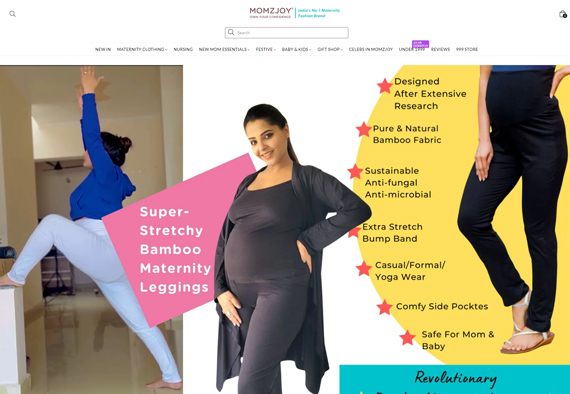 MOMZJOY
OWN YOUR CONFIDENCE
India's No. 1 Maternity
Fashion Brand
0
Search
NEW IN MATERNITY CLOTHING NURSING NEW MOM ESSENTIALS FESTIVE BABY & KIDS GIFT SHOP CELEBS IN MOMZJOY UNDER 1999 REVIEWS 999 STORE
Super-
Stretchy
Bamboo
Maternity
Leggings
Designed
After Extensive
Research
Pure & Natural
Bamboo Fabric
Sustainable
Anti-fungal
Anti-microbial
Extra Stretch
Bump Band
Casual/Formal/
Yoga Wear
Comfy Side Pocktes
Safe For Mom &
Baby
Revolutionary